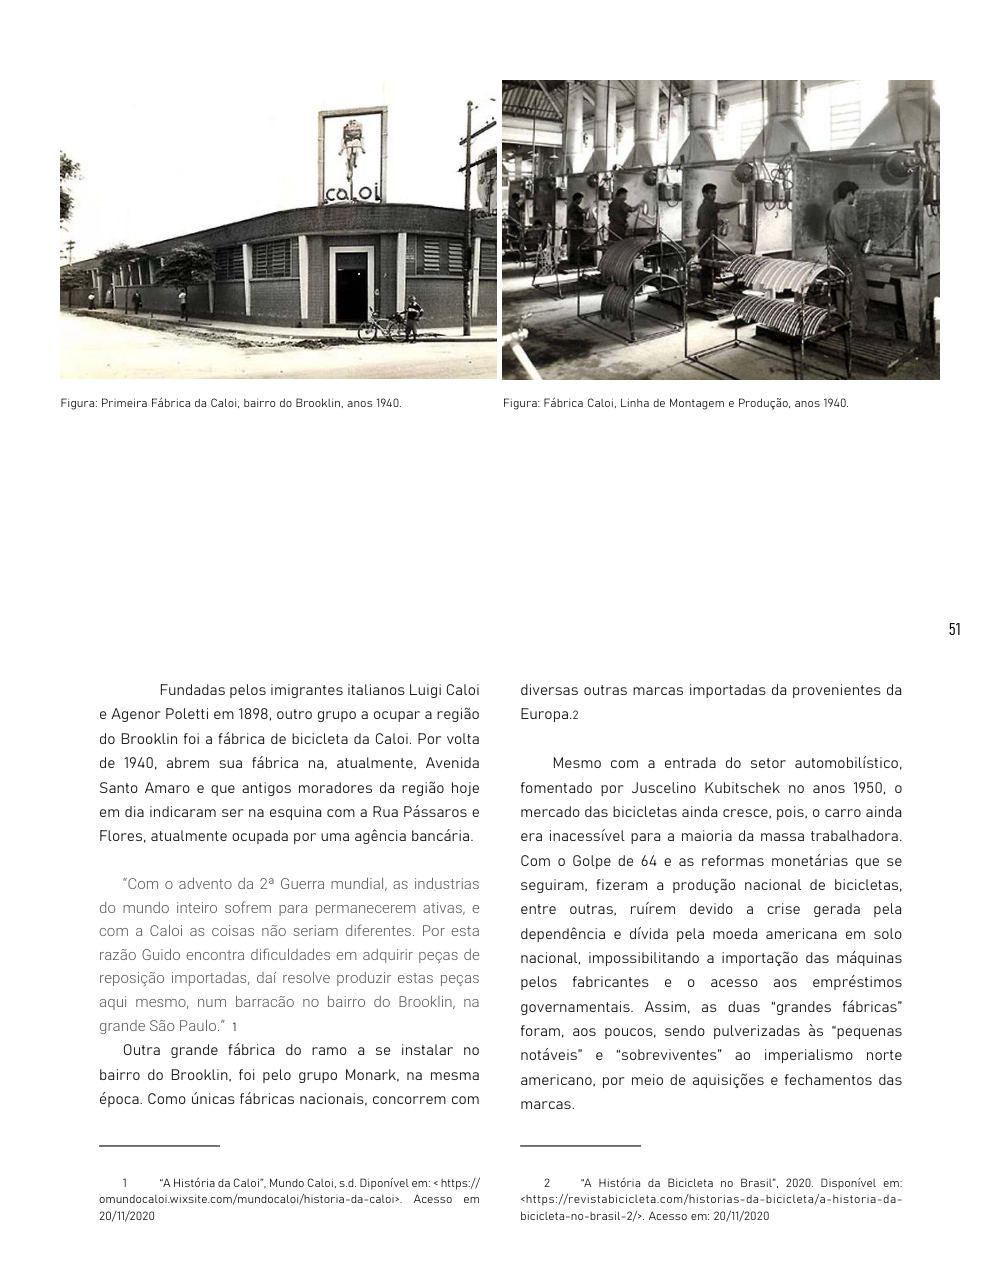 caloi
Figura: Primeira Fábrica da Caloi, bairro do Brooklin, anos 1940.
Figura: Fábrica Caloi, Linha de Montagem e Produção, anos 1940.
51
Fundadas pelos imigrantes italianos Luigi Caloi
e Agenor Poletti em 1898, outro grupo a ocupar a região
do Brooklin foi a fábrica de bicicleta da Caloi. Por volta
de 1940, abrem sua fábrica na, atualmente, Avenida
Santo Amaro e que antigos moradores da região hoje
em dia indicaram ser na esquina com a Rua Pássaros e
Flores, atualmente ocupada por uma agência bancária.
“Com o advento da 2ª Guerra mundial, as industrias
do mundo inteiro sofrem para permanecerem ativas, e
com a Caloi as coisas não seriam diferentes. Por esta
razão Guido encontra dificuldades em adquirir peças de
reposição importadas, daí resolve produzir estas peças
aqui mesmo, num barracão no bairro do Brooklin, na
grande São Paulo.” 1
Outra grande fábrica do ramo a se instalar no
bairro do Brooklin, foi pelo grupo Monark, na mesma
época. Como únicas fábricas nacionais, concorrem com
1 “A História da Caloi”, Mundo Caloi, s.d. Diponível em: < https://
omundocaloi.wixsite.com/mundocaloi/historia-da-caloi>. Acesso em
20/11/2020
diversas outras marcas importadas da provenientes da
Europa.2
Mesmo com a entrada do setor automobilístico,
fomentado por Juscelino Kubitschek no anos 1950, o
mercado das bicicletas ainda cresce, pois, o carro ainda
era inacessível para a maioria da massa trabalhadora.
Com o Golpe de 64 e as reformas monetárias que se
seguiram, fizeram a produção nacional de bicicletas,
entre outras, ruírem devido a crise gerada pela
dependência e dívida pela moeda americana em solo
nacional, impossibilitando a importação das máquinas
pelos fabricantes e o acesso aos empréstimos
governamentais. Assim, as duas “grandes fábricas”
foram, aos poucos, sendo pulverizadas às “pequenas
notáveis” e “sobreviventes” ao imperialismo norte
americano, por meio de aquisições e fechamentos das
marcas.
2 “A História da Bicicleta no Brasil”, 2020. Disponível em:
<https://revistabicicleta.com/historias-da-bicicleta/a-historia-da-
bicicleta-no-brasil-2/>. Acesso em: 20/11/2020